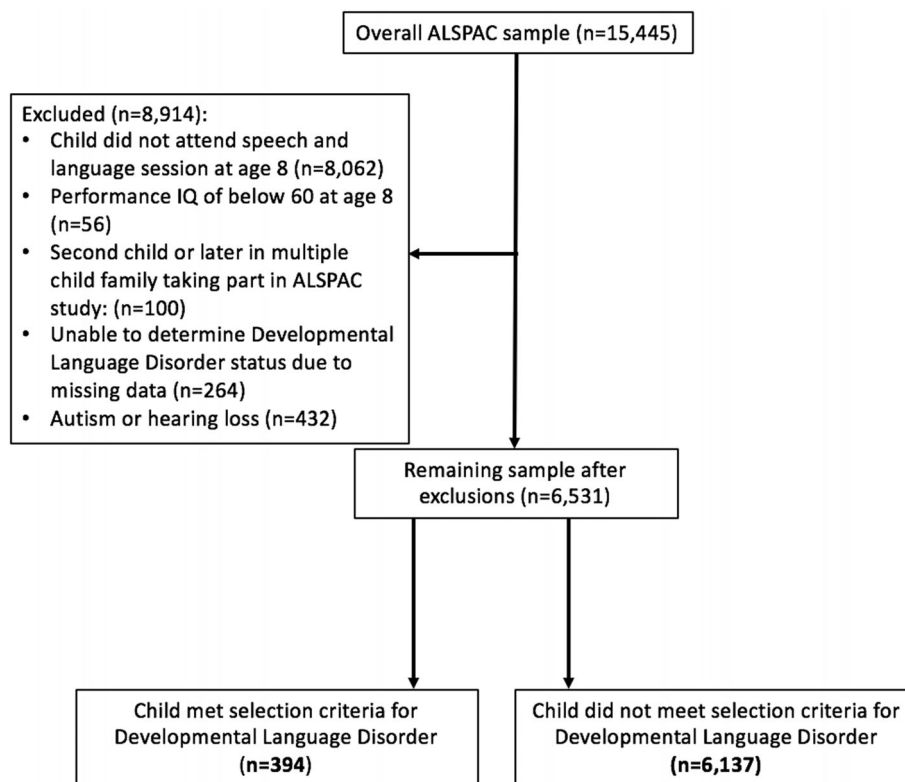 Overall ALSPAC sample (n=15,445)
Excluded (n=8,914):
• Child did not attend speech and
language session at age 8 (n=8,062)
• Performance IQ of below 60 at age 8
(n=56)
• Second child or later in multiple
child family taking part in ALSPAC
study: (n=100)
• Unable to determine Developmental
Language Disorder status due to
missing data (n=264)
• Autism or hearing loss (n=432)
Remaining sample after
exclusions (n=6,531)
Child met selection criteria for
Developmental Language Disorder
(n=394)
Child did not meet selection criteria for
Developmental Language Disorder
(n=6,137)